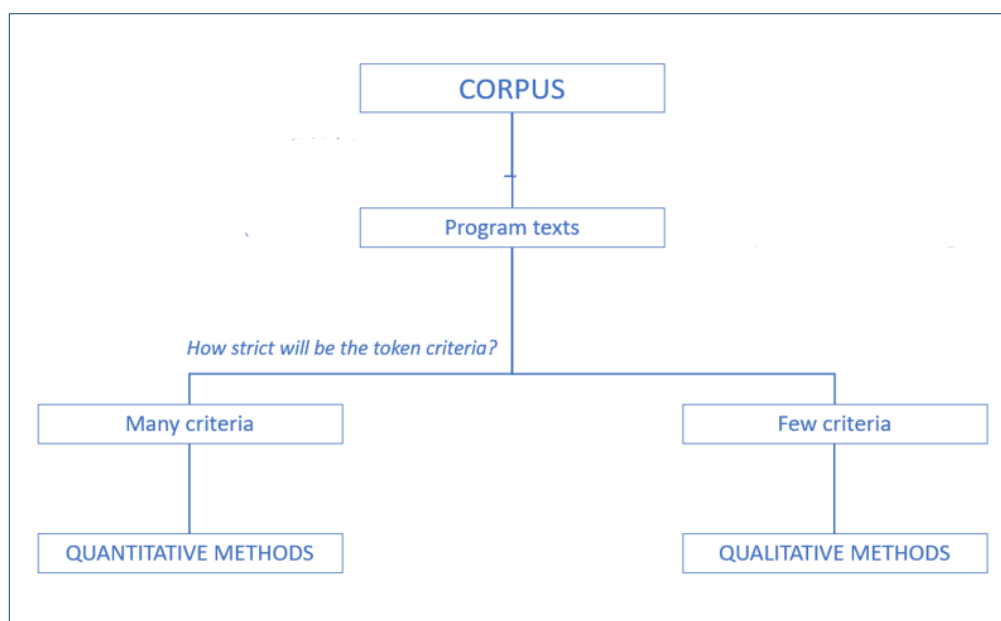 CORPUS
Program texts
How strict will be the token criteria?
Many criteria
Few criteria
QUANTITATIVE METHODS
QUALITATIVE METHODS